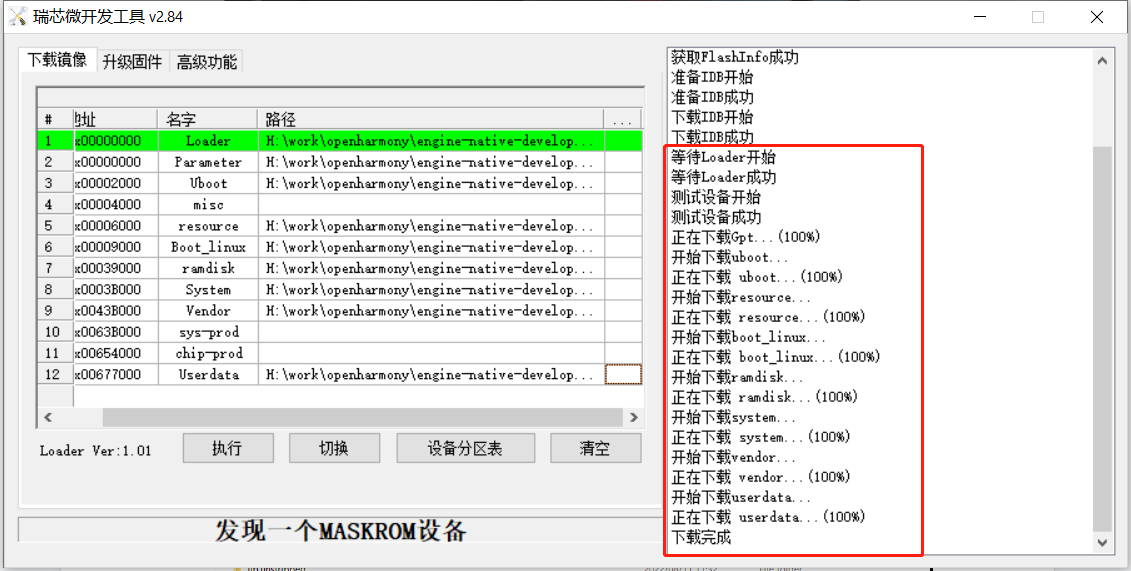 瑞芯微开发工具 v2.84
下载镜像 升级固件 高级功能
# 地址 名字 路径 ...
1 x00000000 Loader H:\work\openharmony\engine-native-develop...
2 x00000000 Parameter H:\work\openharmony\engine-native-develop...
3 x00002000 Uboot H:\work\openharmony\engine-native-develop...
4 x00004000 misc
5 x00006000 resource H:\work\openharmony\engine-native-develop...
6 x00009000 Boot_linux H:\work\openharmony\engine-native-develop...
7 x00039000 ramdisk H:\work\openharmony\engine-native-develop...
8 x0003B000 System H:\work\openharmony\engine-native-develop...
9 x0043B000 Vendor H:\work\openharmony\engine-native-develop...
10 x0063B000 sys-prod
11 x00654000 chip-prod
12 x00677000 Userdata H:\work\openharmony\engine-native-develop...
Loader Ver:1.01 执行 切换 设备分区表 清空
发现一个MASKROM设备
获取FlashInfo成功
准备IDB开始
准备IDB成功
下载IDB开始
下载IDB成功
等待Loader开始
等待Loader成功
测试设备开始
测试设备成功
正在下载Gpt...(100%)
开始下载uboot...
正在下载 uboot...(100%)
开始下载resource...
正在下载 resource...(100%)
开始下载boot_linux...
正在下载 boot_linux...(100%)
开始下载ramdisk...
正在下载 ramdisk...(100%)
开始下载system...
正在下载 system...(100%)
开始下载vendor...
正在下载 vendor...(100%)
开始下载userdata...
正在下载 userdata...(100%)
下载完成